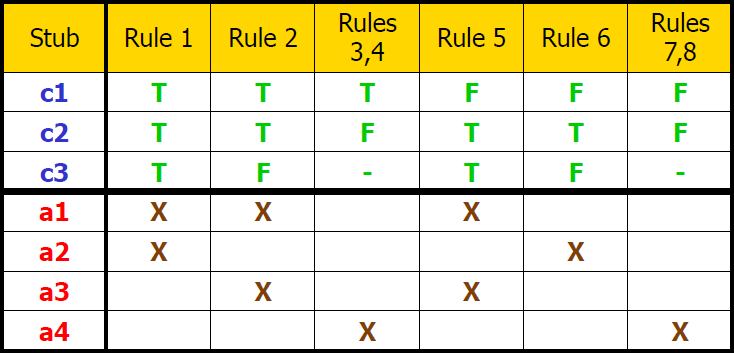 Stub Rule 1 Rule 2 Rules 3,4 Rule 5 Rule 6 Rules 7,8
c1 T T T F F F
c2 T T F T T F
c3 T F - T F -
a1 X X X
a2 X X
a3 X X
a4 X X